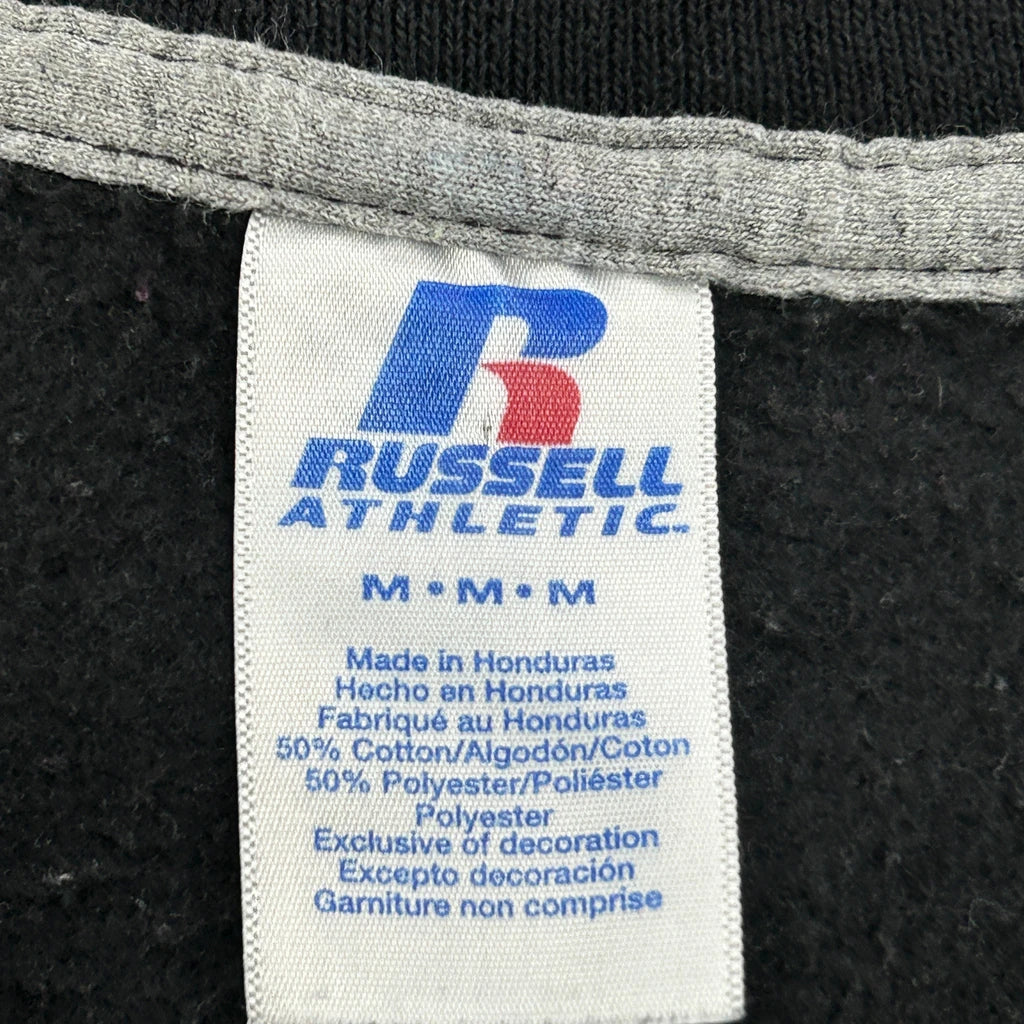 R
RUSSELL
ATHLETIC™
M • M • M
Made in Honduras
Hecho en Honduras
Fabriqué au Honduras
50% Cotton/Algodón/Coton
50% Polyester/Poliéster
Polyester
Exclusive of decoration
Excepto decoración
Garniture non comprise